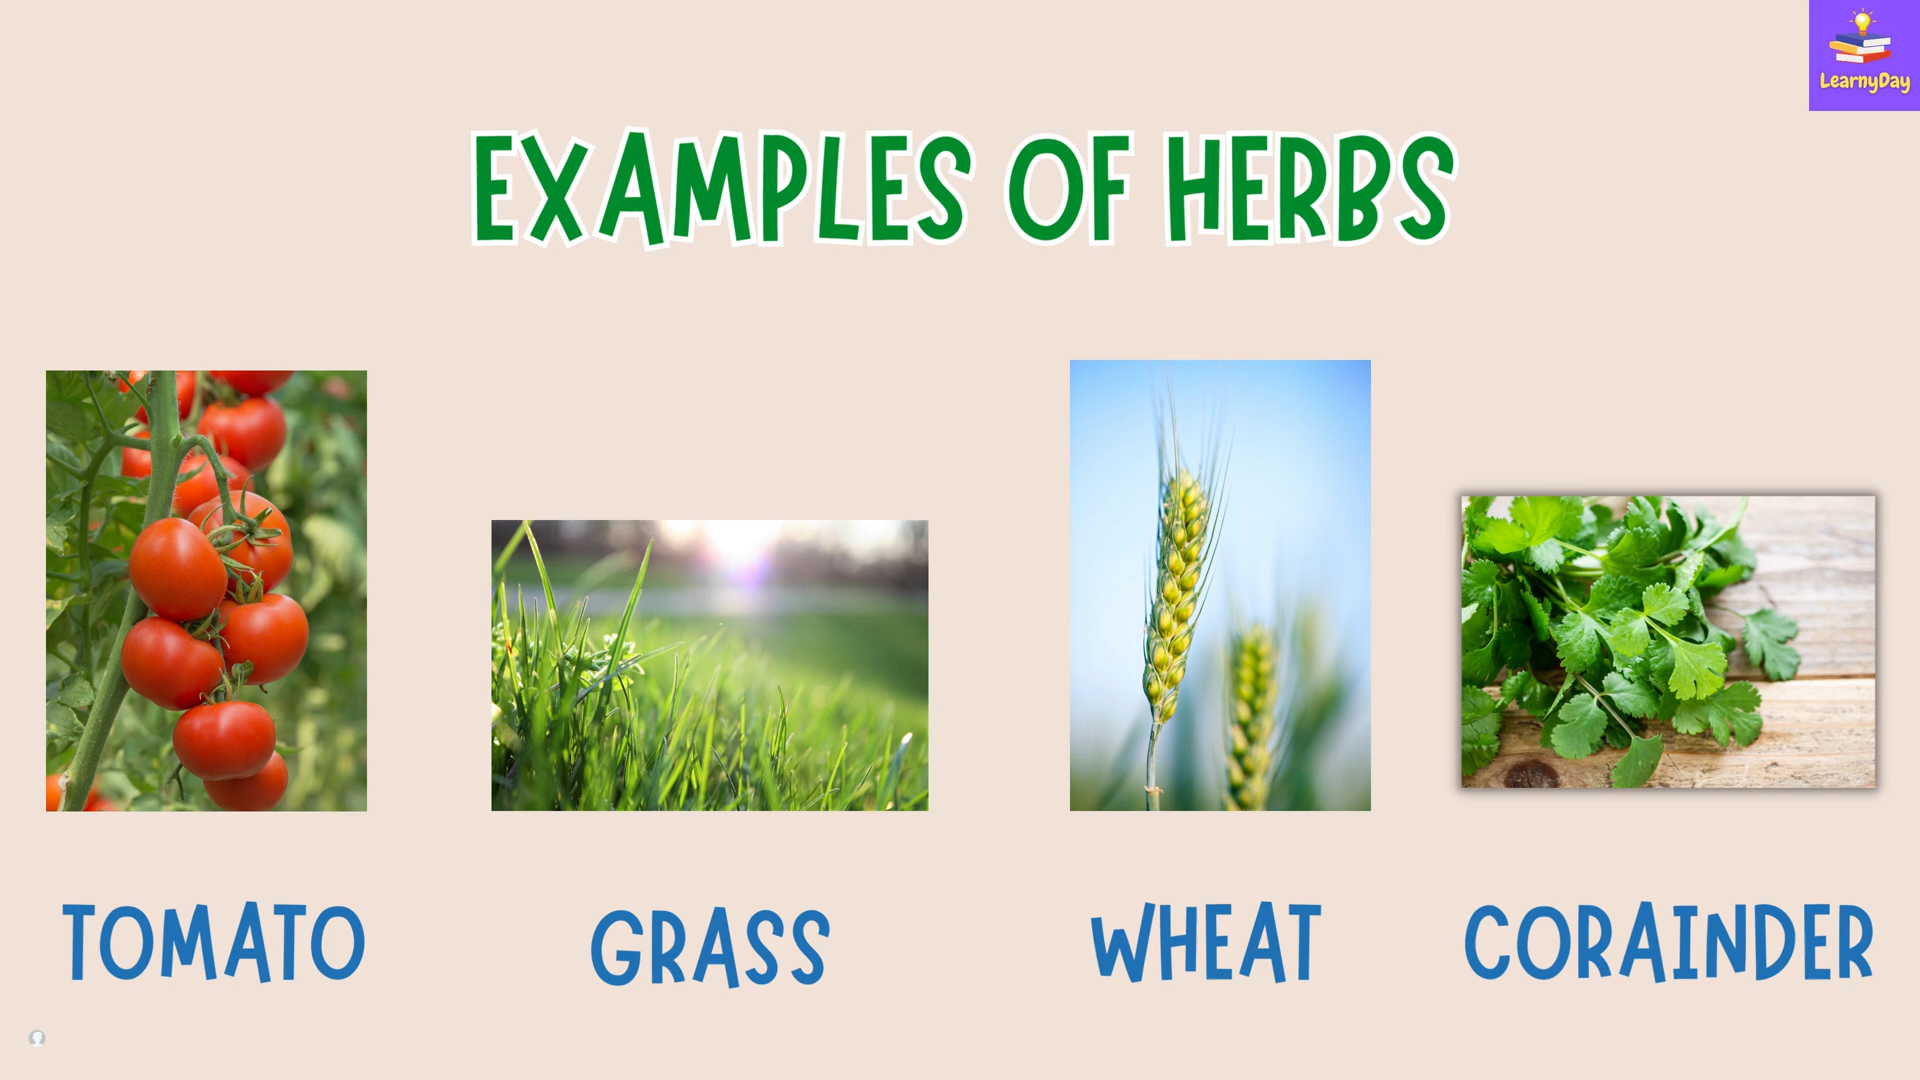 LearnyDay
EXAMPLES OF HERBS
TOMATO
GRASS
WHEAT
CORAINDER